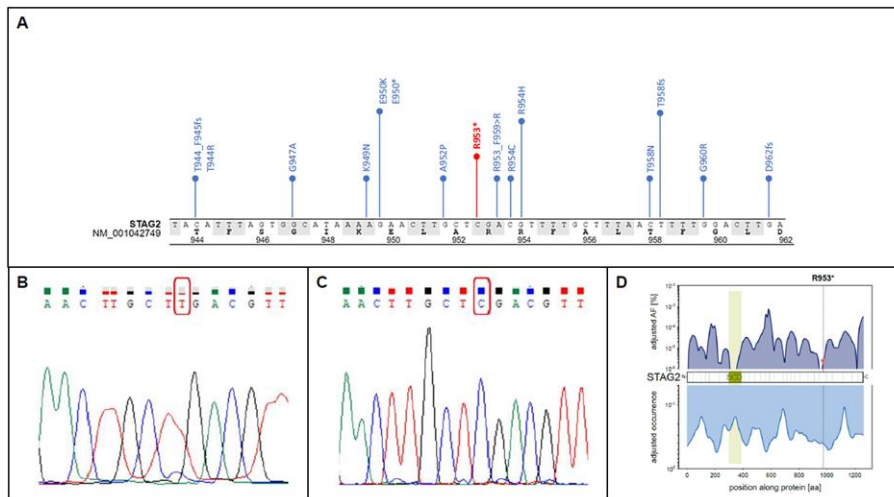 A
T944_F945fs
T944R
G947A
K949N
E950K
E950*
A952P
R953*
R953_F959>R
R954C
R954H
T958N
T958fs
G960R
D962fs
STAG2 TACATTTAGTGGCATAAAAGAACTTGCTCGACGTTTTGCTTTAACTTTTGGACTTGA
NM_001042749 T F S G I K E L A R R F A L T F G L D
944 946 948 950 952 954 956 958 960 962
B
A A C T T G C T T G A C G T T
C
A A C T T G C T C G A C G T T
D
R953*
adjusted AF [%]
STAG2 N C
adjusted occurrence
0 200 400 600 800 1000 1200
position along protein [aa]